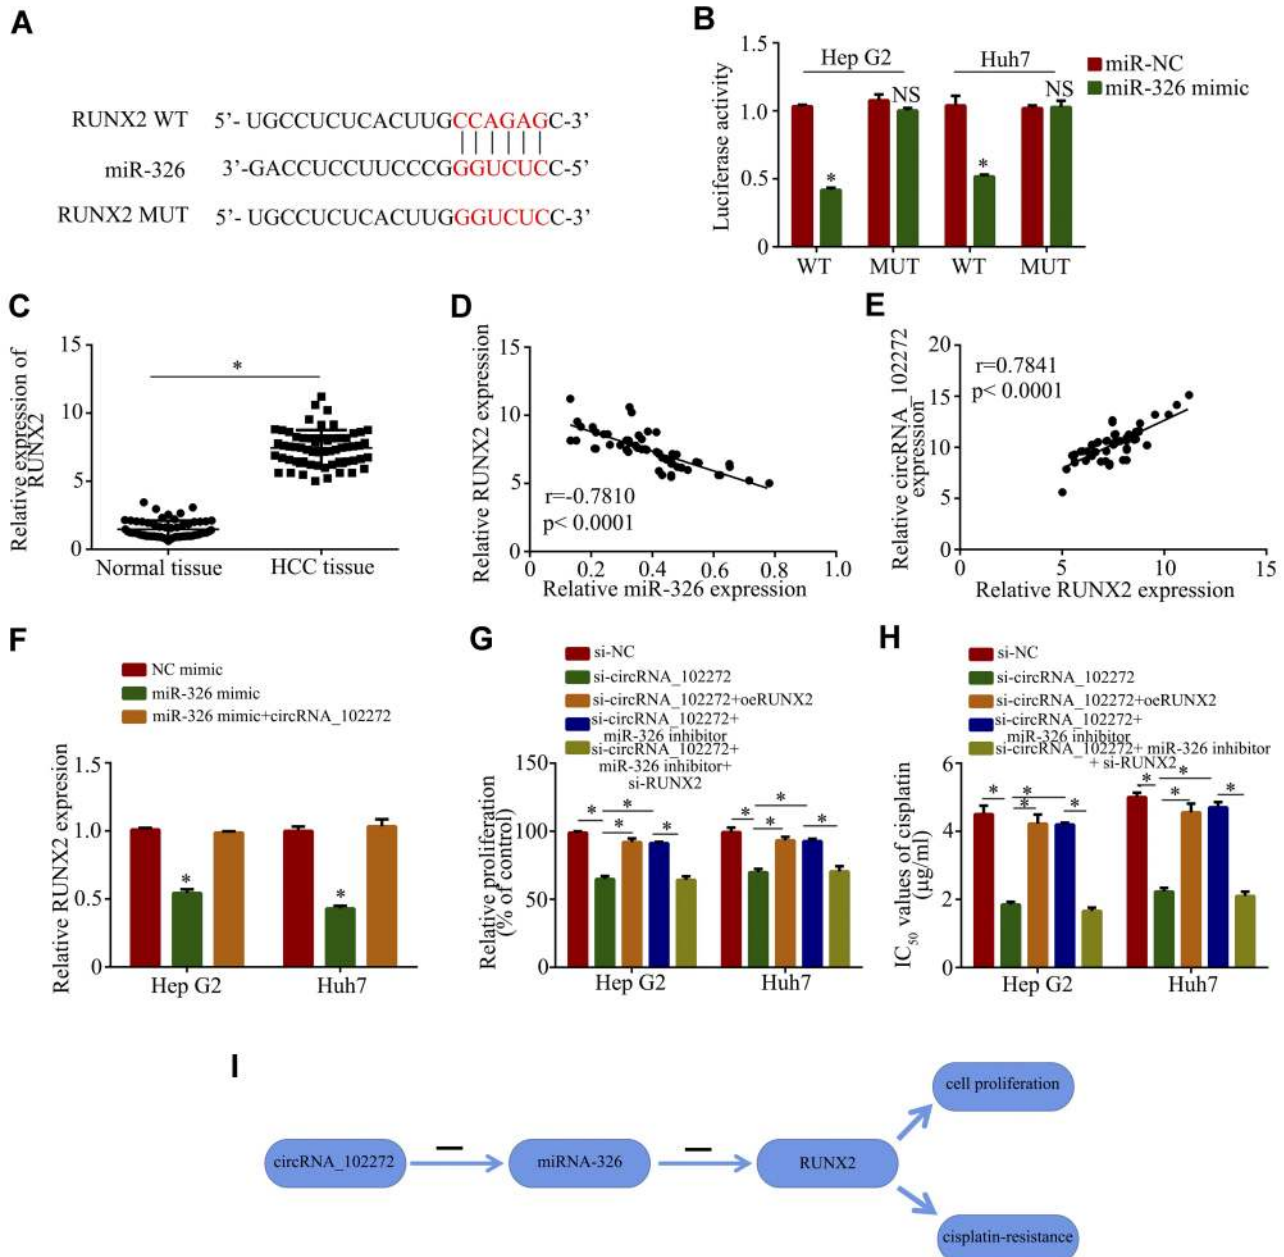 A
RUNX2 WT 5'- UGCCUCUCACUUGCCAGAGC-3'
miR-326 3'-GACCUCCUUCCCGGGUCUCC-5'
RUNX2 MUT 5'- UGCCUCUCACUUGGGUCUCC-3'
B
Luciferase activity
1.5
1.0
0.5
0
Hep G2
Huh7
NS
NS
*
*
WT
MUT
WT
MUT
miR-NC
miR-326 mimic
C
Relative expression of
RUNX2
15
10
5
0
*
Normal tissue
HCC tissue
D
Relative RUNX2 expression
15
10
5
0
r=-0.7810
p< 0.0001
0 0.2 0.4 0.6 0.8 1.0
Relative miR-326 expression
E
Relative circRNA_102272
expression
20
15
10
5
0
r=0.7841
p< 0.0001
0 5 10 15
Relative RUNX2 expression
F
NC mimic
miR-326 mimic
miR-326 mimic+circRNA_102272
Relative RUNX2 experession
1.5
1.0
0.5
0
*
*
Hep G2
Huh7
G
si-NC
si-circRNA_102272
si-circRNA_102272+oeRUNX2
si-circRNA_102272+
miR-326 inhibitor
si-circRNA_102272+
miR-326 inhibitor+
si-RUNX2
Relative proliferation
(% of control)
150
100
50
0
* * * *
* * * *
Hep G2
Huh7
H
si-NC
si-circRNA_102272
si-circRNA_102272+oeRUNX2
si-circRNA_102272+
miR-326 inhibitor
si-circRNA_102272+ miR-326 inhibitor
+ si-RUNX2
IC50 values of cisplatin
(μg/ml)
6
4
2
0
* * * *
* * * *
Hep G2
Huh7
I
circRNA_102272
miRNA-326
RUNX2
cell proliferation
cisplatin-resistance